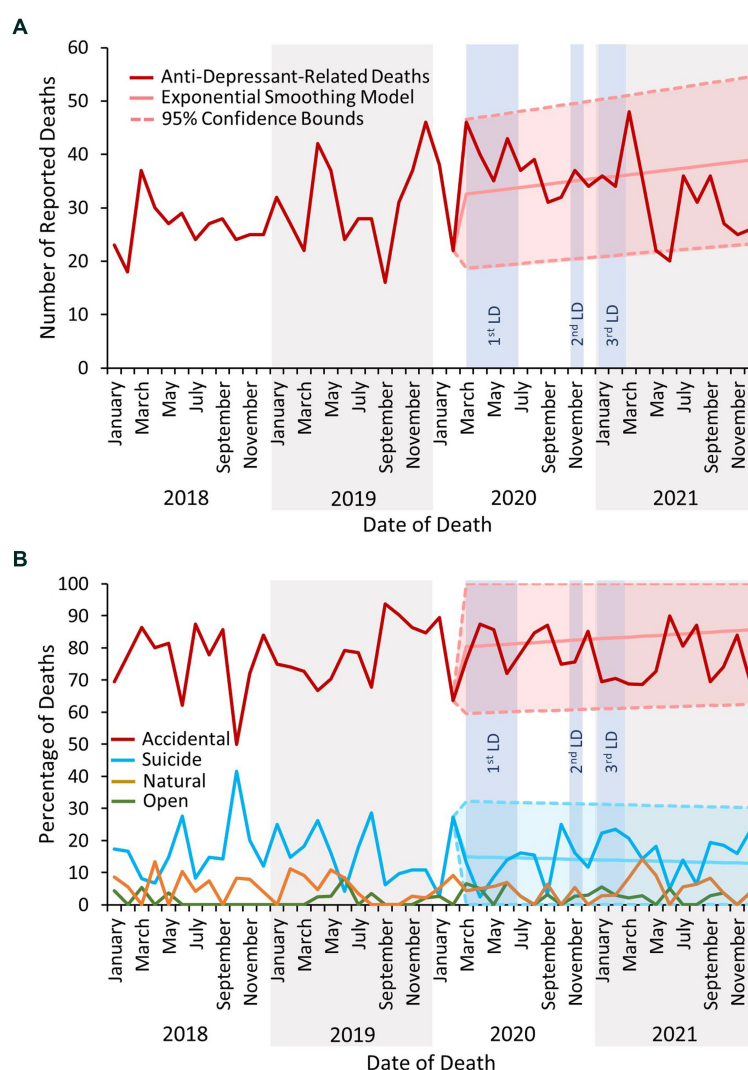 A
60
50
40
30
20
10
0
Number of Reported Deaths
Anti-Depressant-Related Deaths
Exponential Smoothing Model
95% Confidence Bounds
1st LD
2nd LD
3rd LD
January
March
May
July
September
November
January
March
May
July
September
November
January
March
May
July
September
November
January
March
May
July
September
November
2018
2019
2020
2021
Date of Death
B
100
90
80
70
60
50
40
30
20
10
0
Percentage of Deaths
Accidental
Suicide
Natural
Open
1st LD
2nd LD
3rd LD
January
March
May
July
September
November
January
March
May
July
September
November
January
March
May
July
September
November
January
March
May
July
September
November
2018
2019
2020
2021
Date of Death